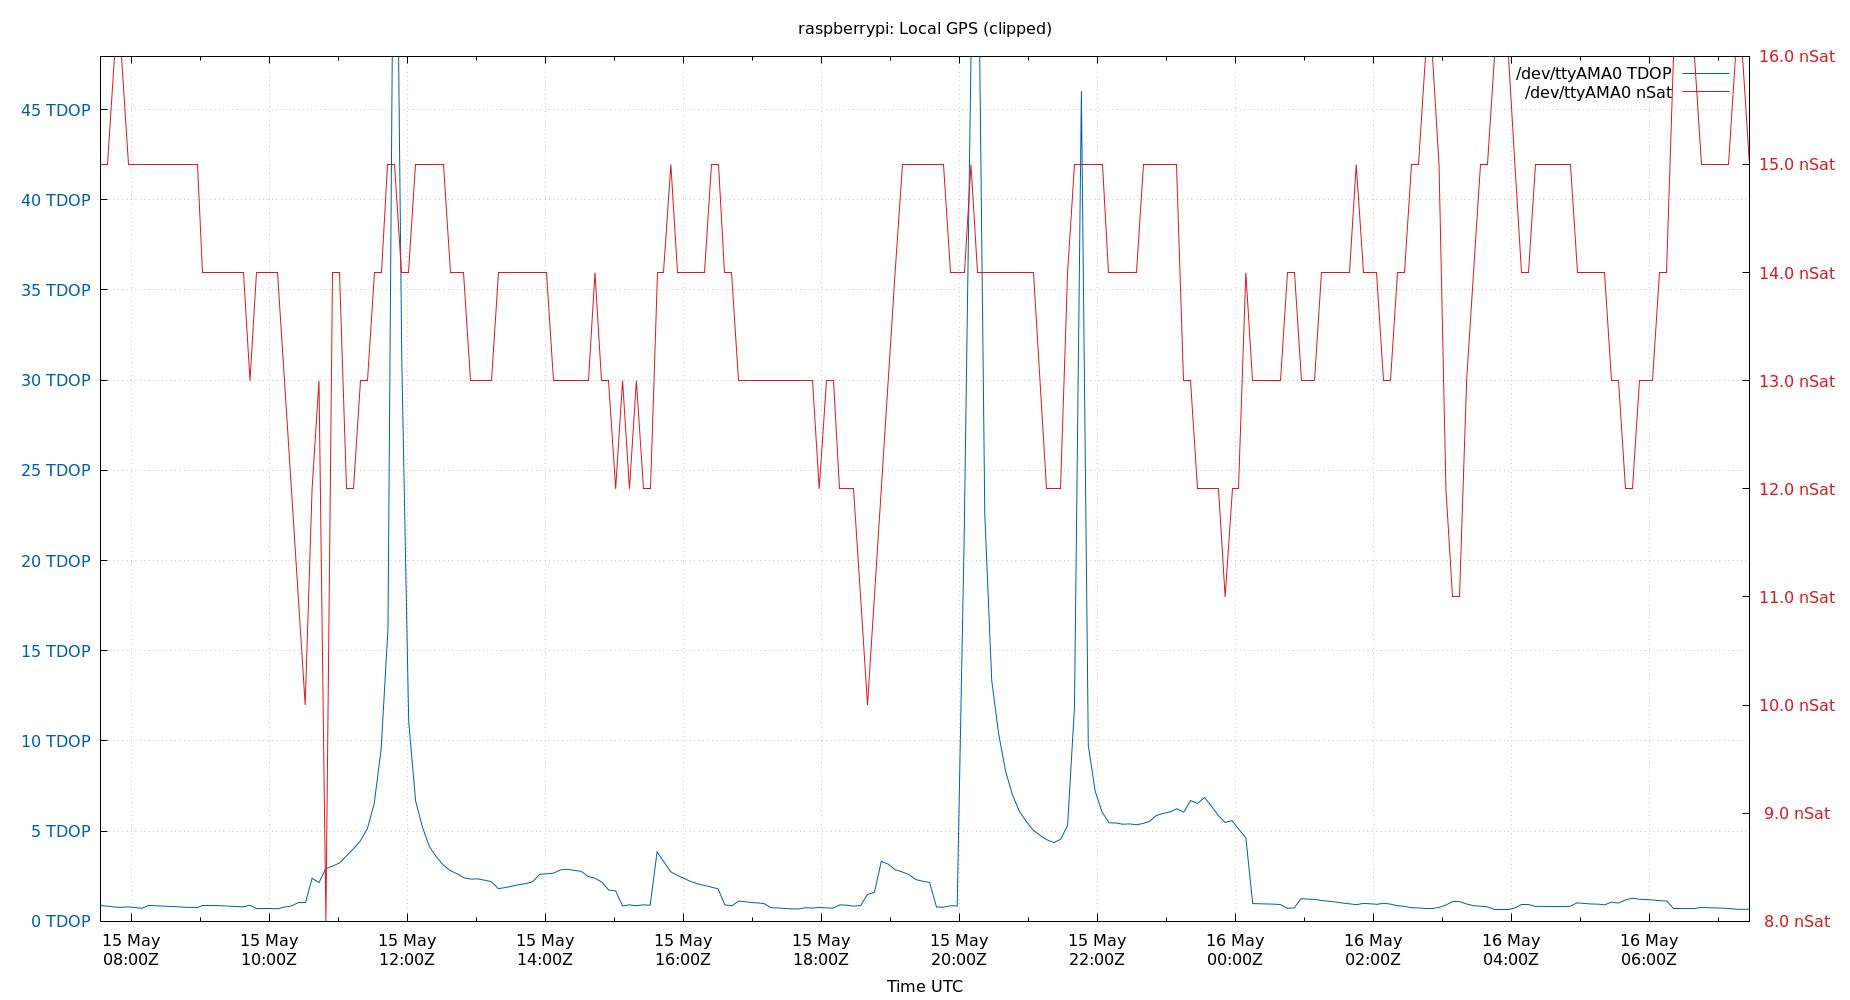 raspberrypi: Local GPS (clipped)
/dev/ttyAMA0 TDOP
/dev/ttyAMA0 nSat
45 TDOP
40 TDOP
35 TDOP
30 TDOP
25 TDOP
20 TDOP
15 TDOP
10 TDOP
5 TDOP
0 TDOP
16.0 nSat
15.0 nSat
14.0 nSat
13.0 nSat
12.0 nSat
11.0 nSat
10.0 nSat
9.0 nSat
8.0 nSat
15 May 15 May 15 May 15 May 15 May 15 May 15 May 15 May 16 May 16 May 16 May 16 May
08:00Z 10:00Z 12:00Z 14:00Z 16:00Z 18:00Z 20:00Z 22:00Z 00:00Z 02:00Z 04:00Z 06:00Z
Time UTC